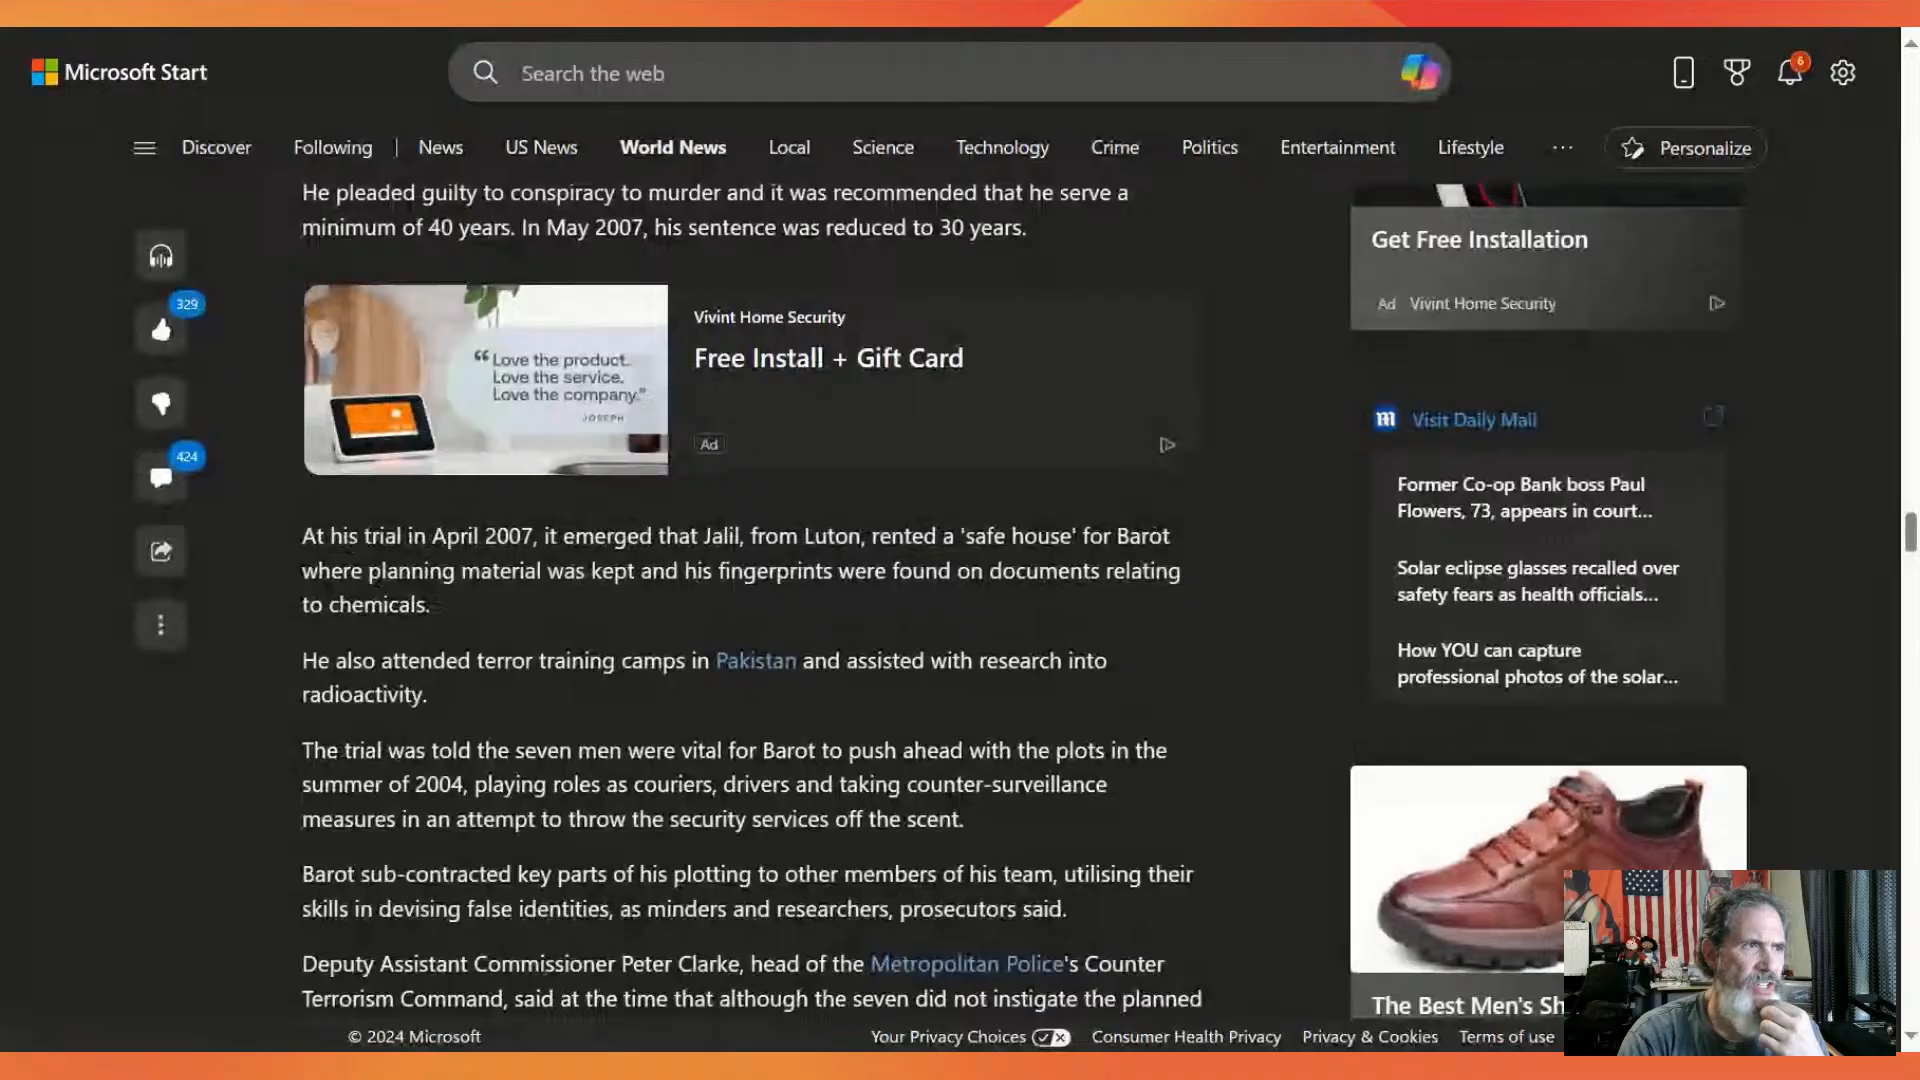 Microsoft Start
Search the web
6
Discover
Following
News
US News
World News
Local
Science
Technology
Crime
Politics
Entertainment
Lifestyle
...
Personalize
He pleaded guilty to conspiracy to murder and it was recommended that he serve a
minimum of 40 years. In May 2007, his sentence was reduced to 30 years.
329
424
“Love the product.
Love the service.
Love the company.”
JOSEPH
Vivint Home Security
Free Install + Gift Card
Ad
At his trial in April 2007, it emerged that Jalil, from Luton, rented a 'safe house' for Barot
where planning material was kept and his fingerprints were found on documents relating
to chemicals.
He also attended terror training camps in Pakistan and assisted with research into
radioactivity.
The trial was told the seven men were vital for Barot to push ahead with the plots in the
summer of 2004, playing roles as couriers, drivers and taking counter-surveillance
measures in an attempt to throw the security services off the scent.
Barot sub-contracted key parts of his plotting to other members of his team, utilising their
skills in devising false identities, as minders and researchers, prosecutors said.
Deputy Assistant Commissioner Peter Clarke, head of the Metropolitan Police's Counter
Terrorism Command, said at the time that although the seven did not instigate the planned
Get Free Installation
Ad Vivint Home Security
m Visit Daily Mail
Former Co-op Bank boss Paul
Flowers, 73, appears in court...
Solar eclipse glasses recalled over
safety fears as health officials...
How YOU can capture
professional photos of the solar...
The Best Men's Sh
© 2024 Microsoft
Your Privacy Choices
Consumer Health Privacy
Privacy & Cookies
Terms of use